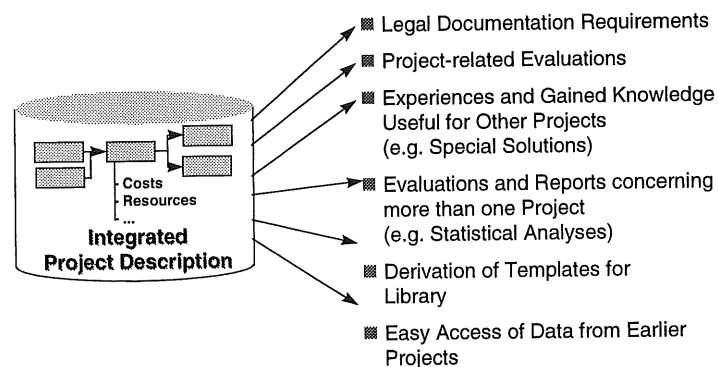 Legal Documentation Requirements
Project-related Evaluations
Experiences and Gained Knowledge
Useful for Other Projects
(e.g. Special Solutions)
Evaluations and Reports concerning
more than one Project
(e.g. Statistical Analyses)
Derivation of Templates for
Library
Easy Access of Data from Earlier
Projects
- Costs
- Resources
- ...
Integrated
Project Description